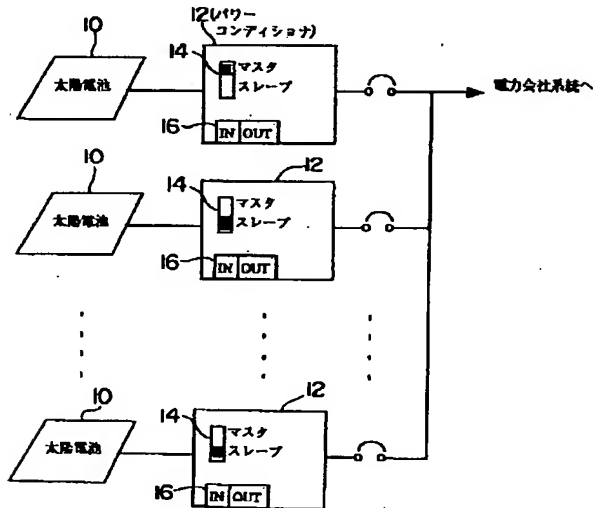 10
12(パワー
コンディショナ)
太陽電池
14
マスタ
スレーブ
16
IN OUT
電力会社系統へ
10
12
太陽電池
14
マスタ
スレーブ
16
IN OUT
10
12
太陽電池
14
マスタ
スレーブ
16
IN OUT